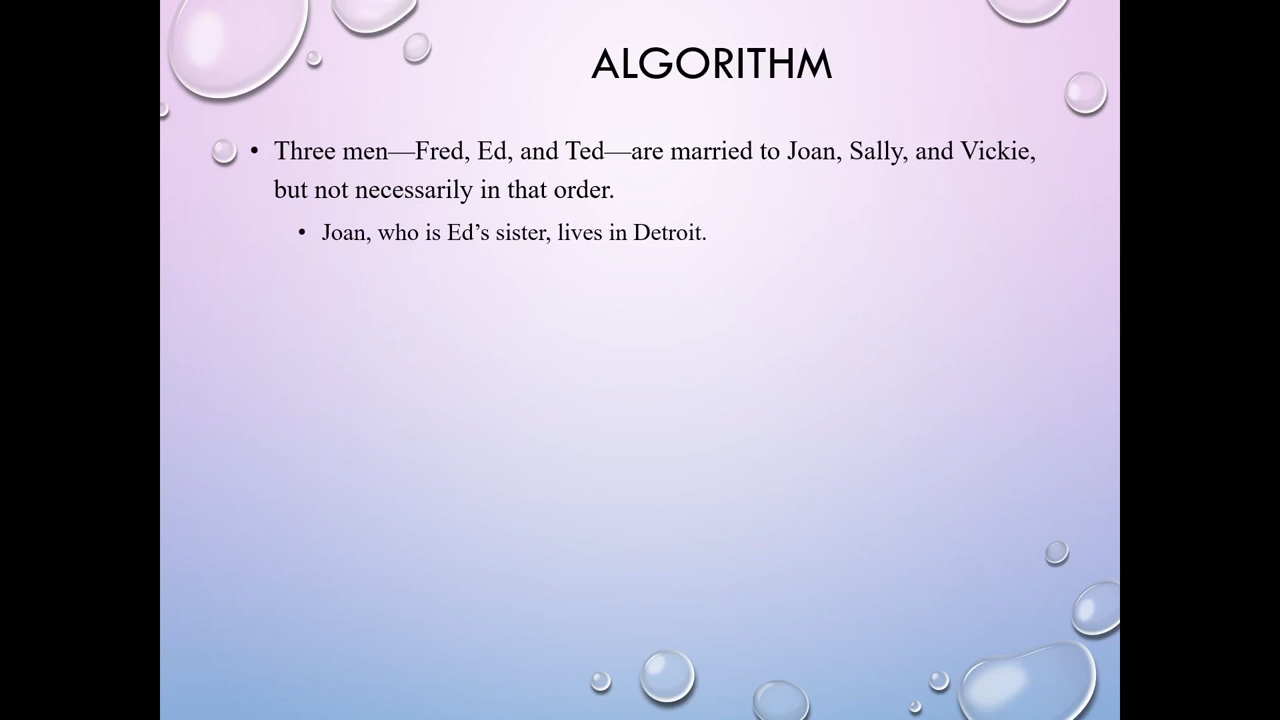 ALGORITHM
• Three men—Fred, Ed, and Ted—are married to Joan, Sally, and Vickie,
but not necessarily in that order.
• Joan, who is Ed’s sister, lives in Detroit.